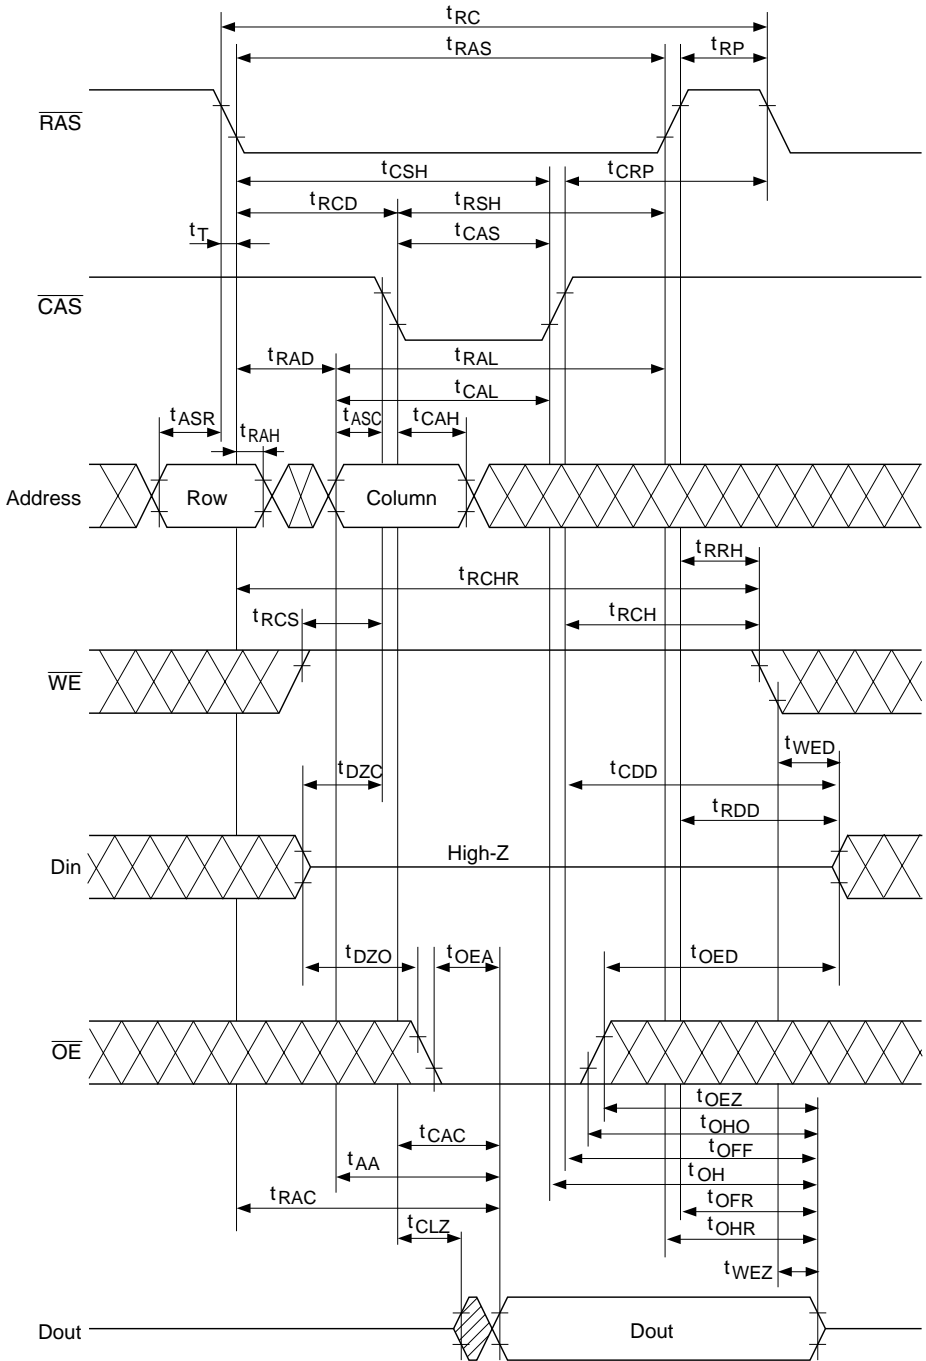 tRC
tRAS tRP
RAS
tCSH tCRP
tRCD tRSH
tT tCAS
CAS
tRAD tRAL
tCAL
tASR tASC tCAH
tRAH
Address Row Column
tRRH
tRCHR
tRCS tRCH
WE
tWED
tDZC tCDD
tRDD
Din High-Z
tDZO tOEA tOED
OE
tOEZ
tOHO
tCAC
tOFF
tAA tOH
tRAC tOFR
tCLZ tOHR
tWEZ
Dout Dout